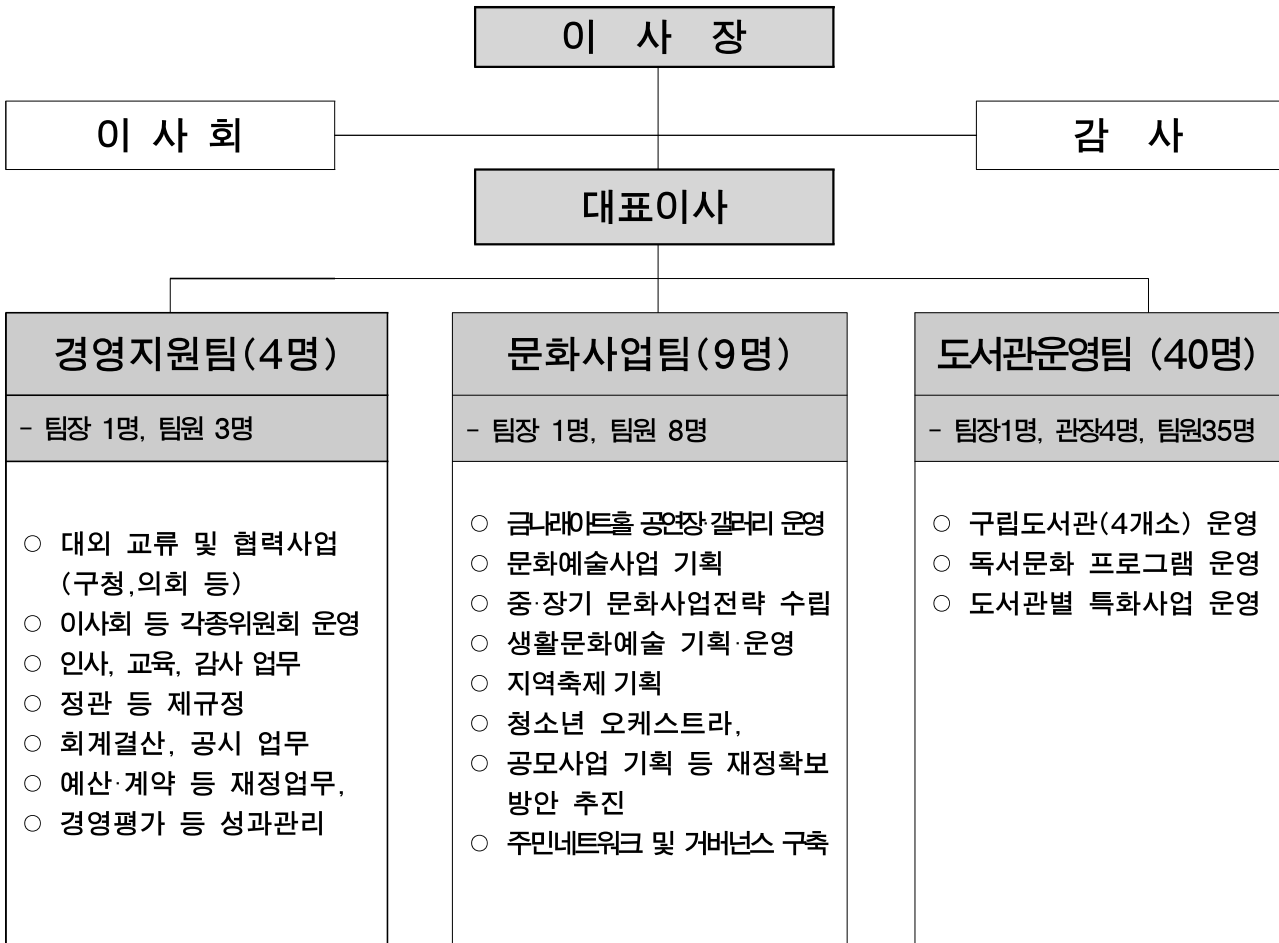 이 사 장
이 사 회
감 사
대표이사
경영지원팀(4명)
- 팀장 1명, 팀원 3명
○ 대외 교류 및 협력사업
(구청,의회 등)
○ 이사회 등 각종위원회 운영
○ 인사, 교육, 감사 업무
○ 정관 등 제규정
○ 회계결산, 공시 업무
○ 예산·계약 등 재정업무,
○ 경영평가 등 성과관리
문화사업팀(9명)
- 팀장 1명, 팀원 8명
○ 금나래아트홀 공연장·갤러리 운영
○ 문화예술사업 기획
○ 중·장기 문화사업전략 수립
○ 생활문화예술 기획·운영
○ 지역축제 기획
○ 청소년 오케스트라,
○ 공모사업 기획 등 재정확보
방안 추진
○ 주민네트워크 및 거버넌스 구축
도서관운영팀 (40명)
- 팀장1명, 관장4명, 팀원35명
○ 구립도서관(4개소) 운영
○ 독서문화 프로그램 운영
○ 도서관별 특화사업 운영